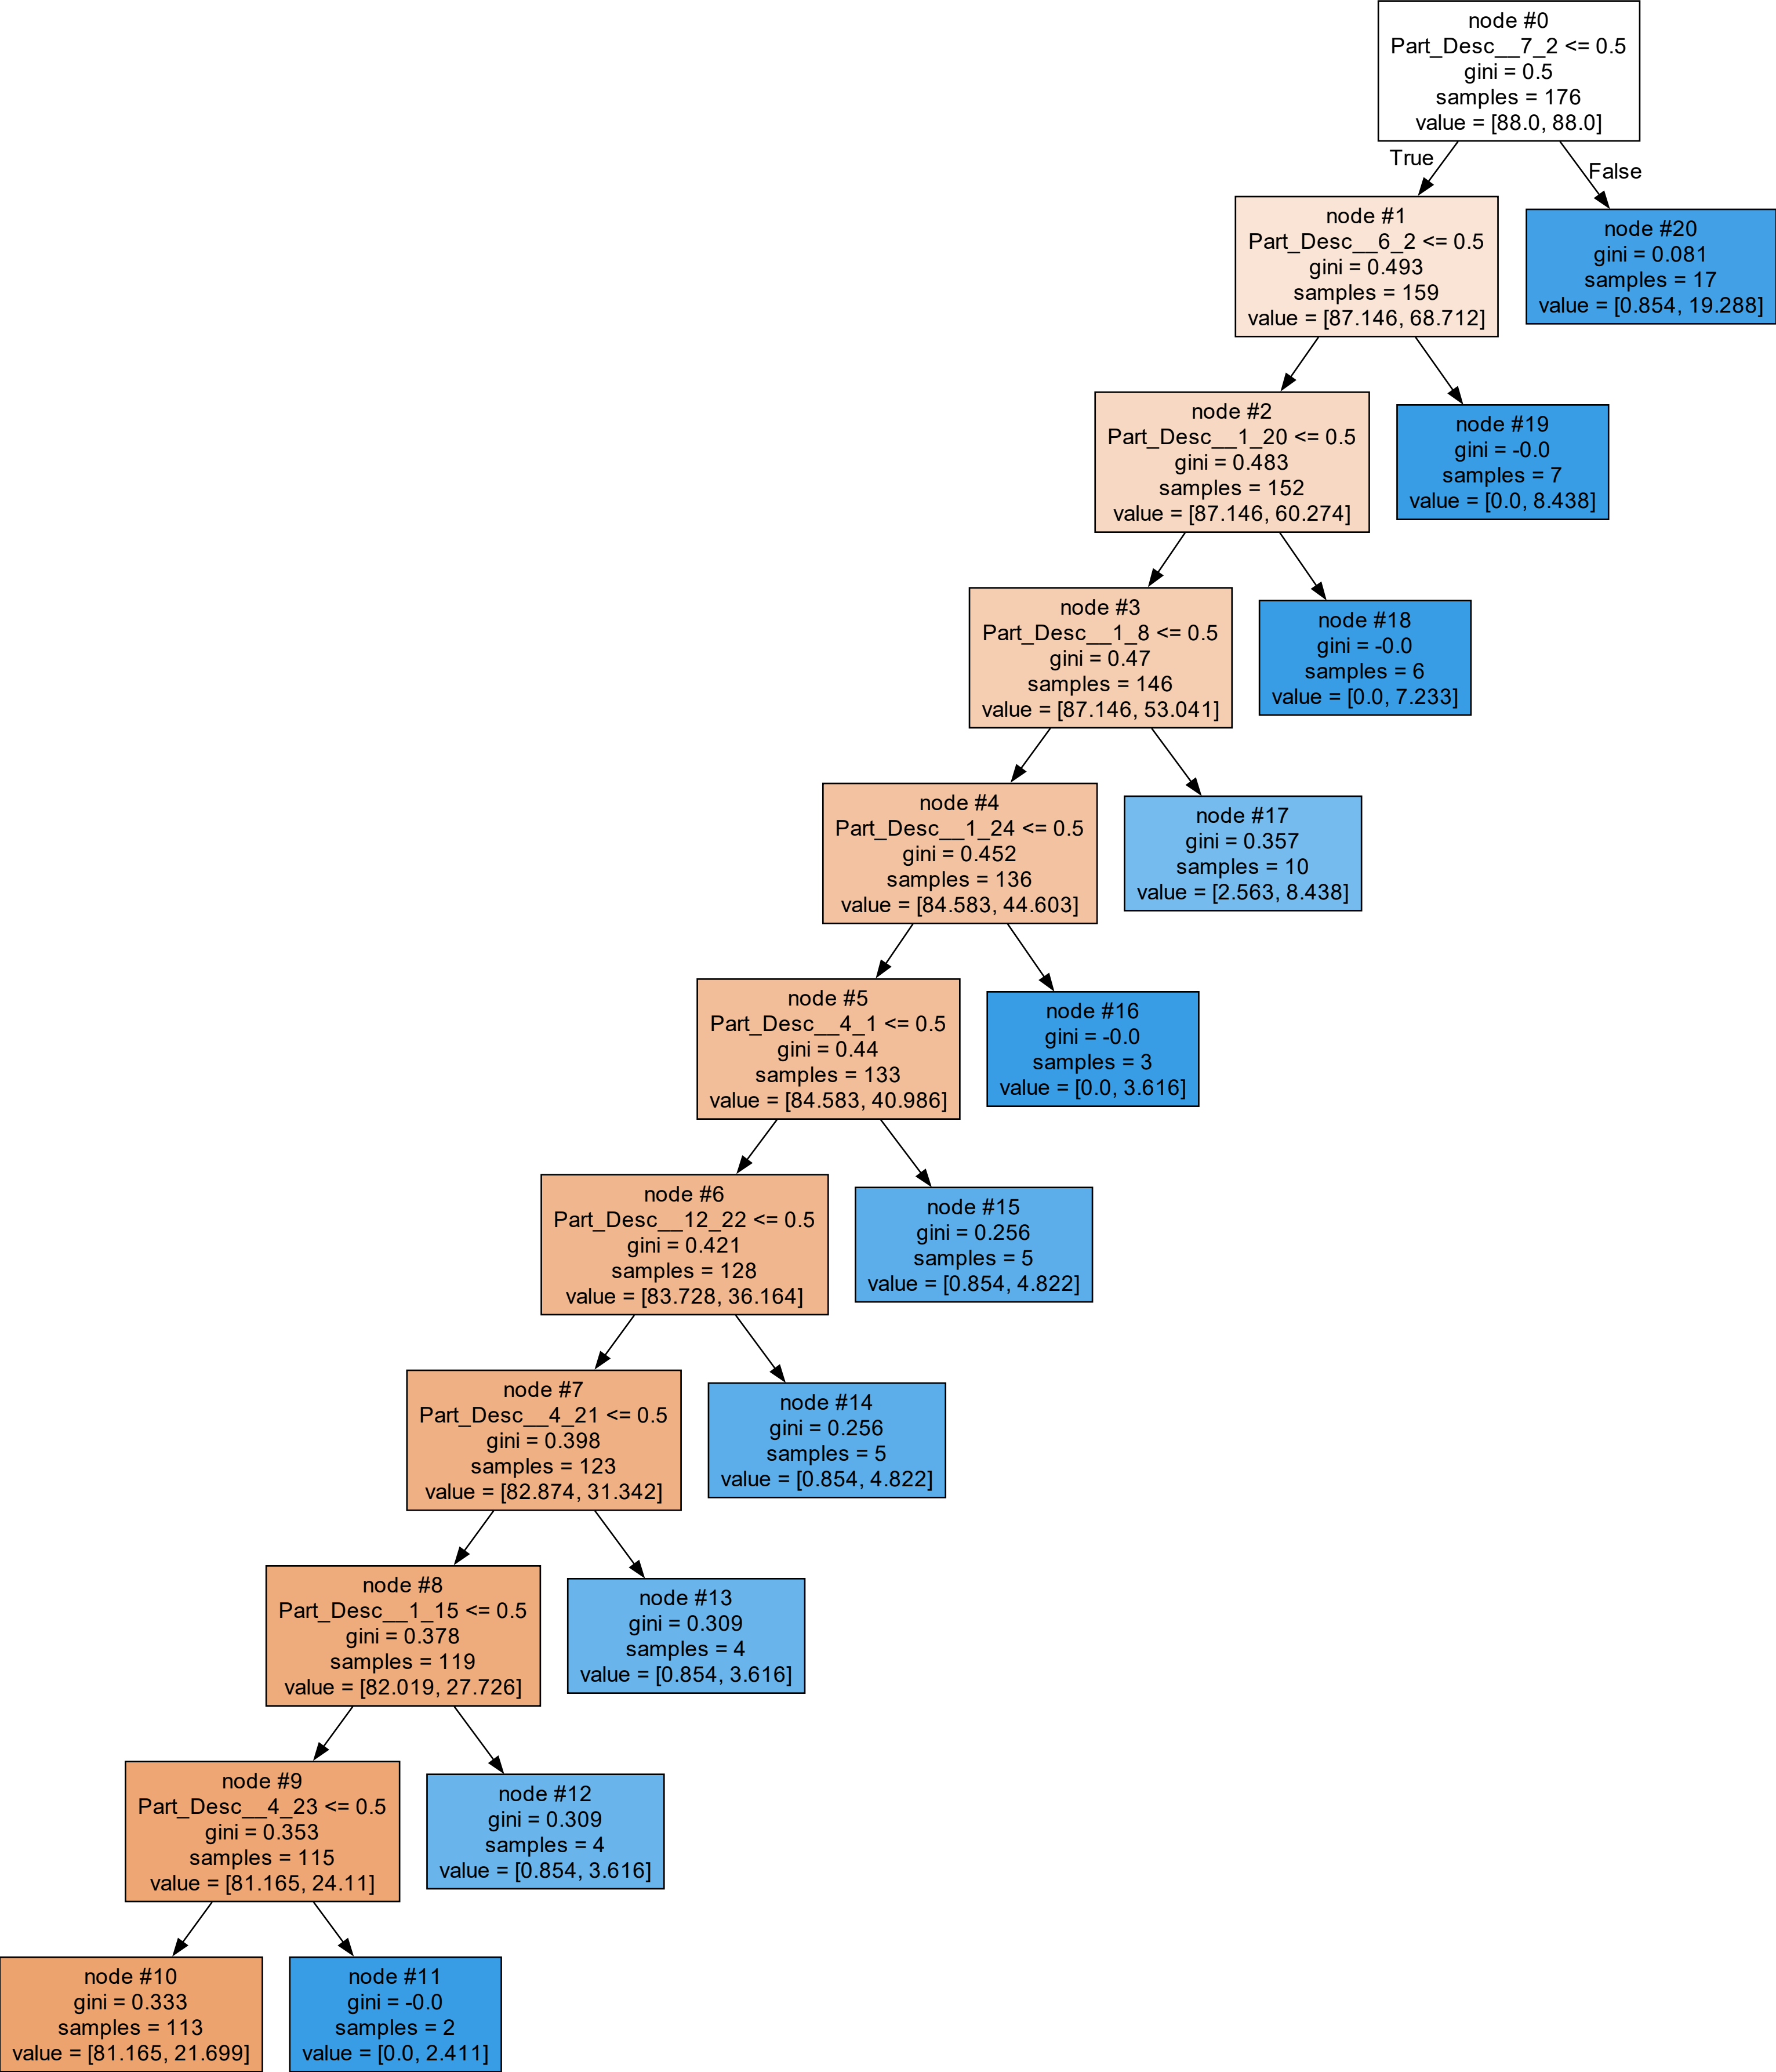 node #0
Part_Desc__7_2 <= 0.5
gini = 0.5
samples = 176
value = [88.0, 88.0]
True
False
node #1
Part_Desc__6_2 <= 0.5
gini = 0.493
samples = 159
value = [87.146, 68.712]
node #20
gini = 0.081
samples = 17
value = [0.854, 19.288]
node #2
Part_Desc__1_20 <= 0.5
gini = 0.483
samples = 152
value = [87.146, 60.274]
node #19
gini = -0.0
samples = 7
value = [0.0, 8.438]
node #3
Part_Desc__1_8 <= 0.5
gini = 0.47
samples = 146
value = [87.146, 53.041]
node #18
gini = -0.0
samples = 6
value = [0.0, 7.233]
node #4
Part_Desc__1_24 <= 0.5
gini = 0.452
samples = 136
value = [84.583, 44.603]
node #17
gini = 0.357
samples = 10
value = [2.563, 8.438]
node #5
Part_Desc__4_1 <= 0.5
gini = 0.44
samples = 133
value = [84.583, 40.986]
node #16
gini = -0.0
samples = 3
value = [0.0, 3.616]
node #6
Part_Desc__12_22 <= 0.5
gini = 0.421
samples = 128
value = [83.728, 36.164]
node #15
gini = 0.256
samples = 5
value = [0.854, 4.822]
node #7
Part_Desc__4_21 <= 0.5
gini = 0.398
samples = 123
value = [82.874, 31.342]
node #14
gini = 0.256
samples = 5
value = [0.854, 4.822]
node #8
Part_Desc__1_15 <= 0.5
gini = 0.378
samples = 119
value = [82.019, 27.726]
node #13
gini = 0.309
samples = 4
value = [0.854, 3.616]
node #9
Part_Desc__4_23 <= 0.5
gini = 0.353
samples = 115
value = [81.165, 24.11]
node #12
gini = 0.309
samples = 4
value = [0.854, 3.616]
node #10
gini = 0.333
samples = 113
value = [81.165, 21.699]
node #11
gini = -0.0
samples = 2
value = [0.0, 2.411]